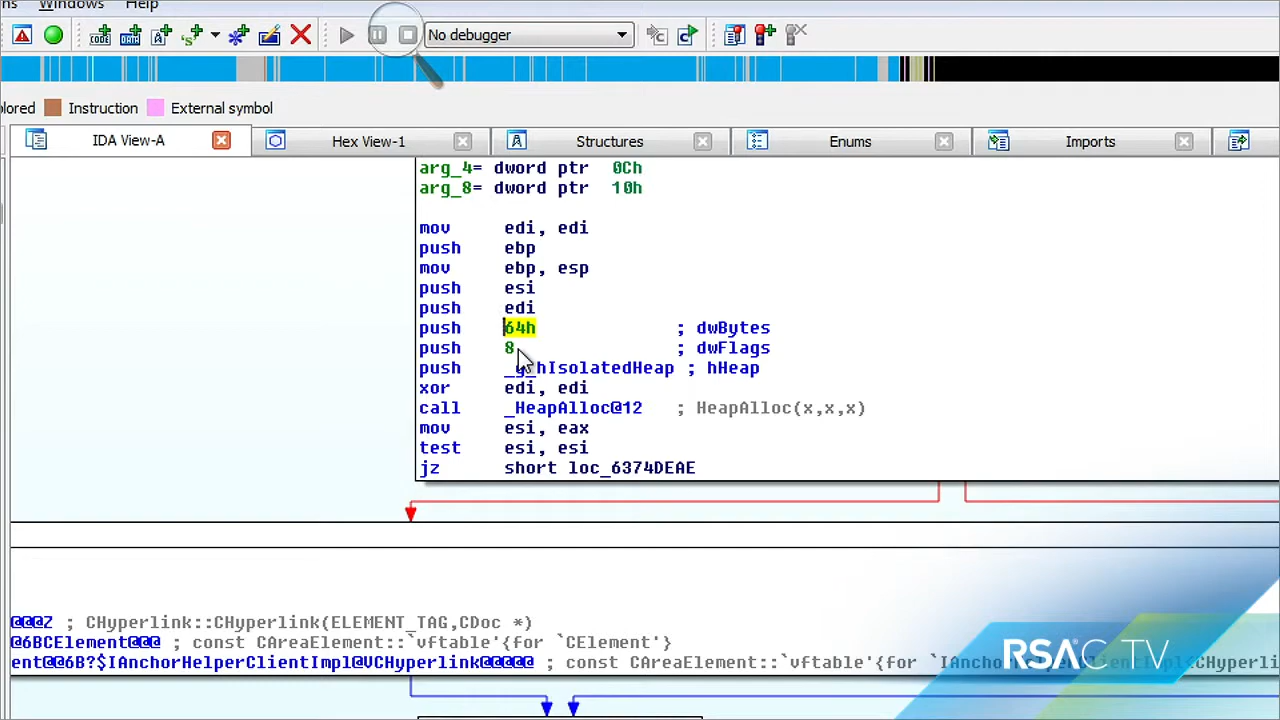 ns Windows Help
No debugger
lored Instruction External symbol
IDA View-A Hex View-1 Structures Enums Imports
arg_4= dword ptr 0Ch
arg_8= dword ptr 10h
mov edi, edi
push ebp
mov ebp, esp
push esi
push edi
push 64h ; dwBytes
push 8 ; dwFlags
push _g_hIsolatedHeap ; hHeap
xor edi, edi
call _HeapAlloc@12 ; HeapAlloc(x,x,x)
mov esi, eax
test esi, esi
jz short loc_6374DEAE
@@@Z ; CHyperlink::CHyperlink(ELEMENT_TAG,CDoc *)
@6BCElement@@@ ; const CAreaElement::`vftable'{for `CElement'}
ent@@6B?$IAnchorHelperClientImpl@VCHyperlink@@@@@ ; const CAreaElement::`vftable'{for `IAnchorHelperClientImpl<CHyperli
RSAC TV